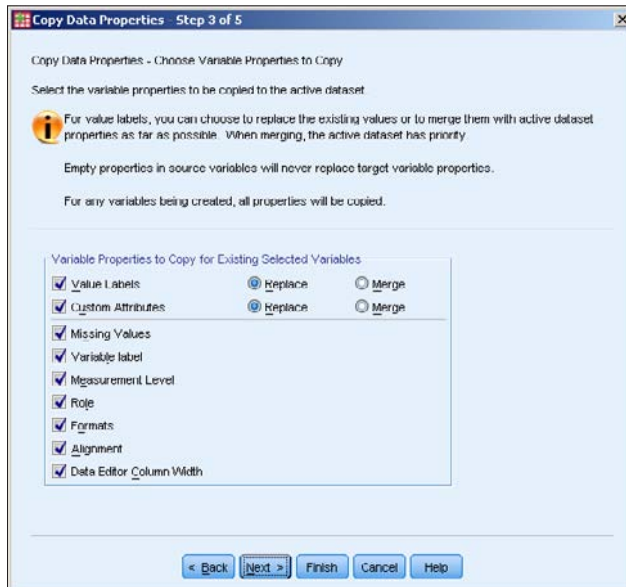 Copy Data Properties - Step 3 of 5
Copy Data Properties - Choose Variable Properties to Copy
Select the variable properties to be copied to the active dataset.
For value labels, you can choose to replace the existing values or to merge them with active dataset
properties as far as possible. When merging, the active dataset has priority.
Empty properties in source variables will never replace target variable properties.
For any variables being created, all properties will be copied.
Variable Properties to Copy for Existing Selected Variables
Value Labels Replace Merge
Custom Attributes Replace Merge
Missing Values
Variable label
Measurement Level
Role
Formats
Alignment
Data Editor Column Width
< Back Next > Finish Cancel Help